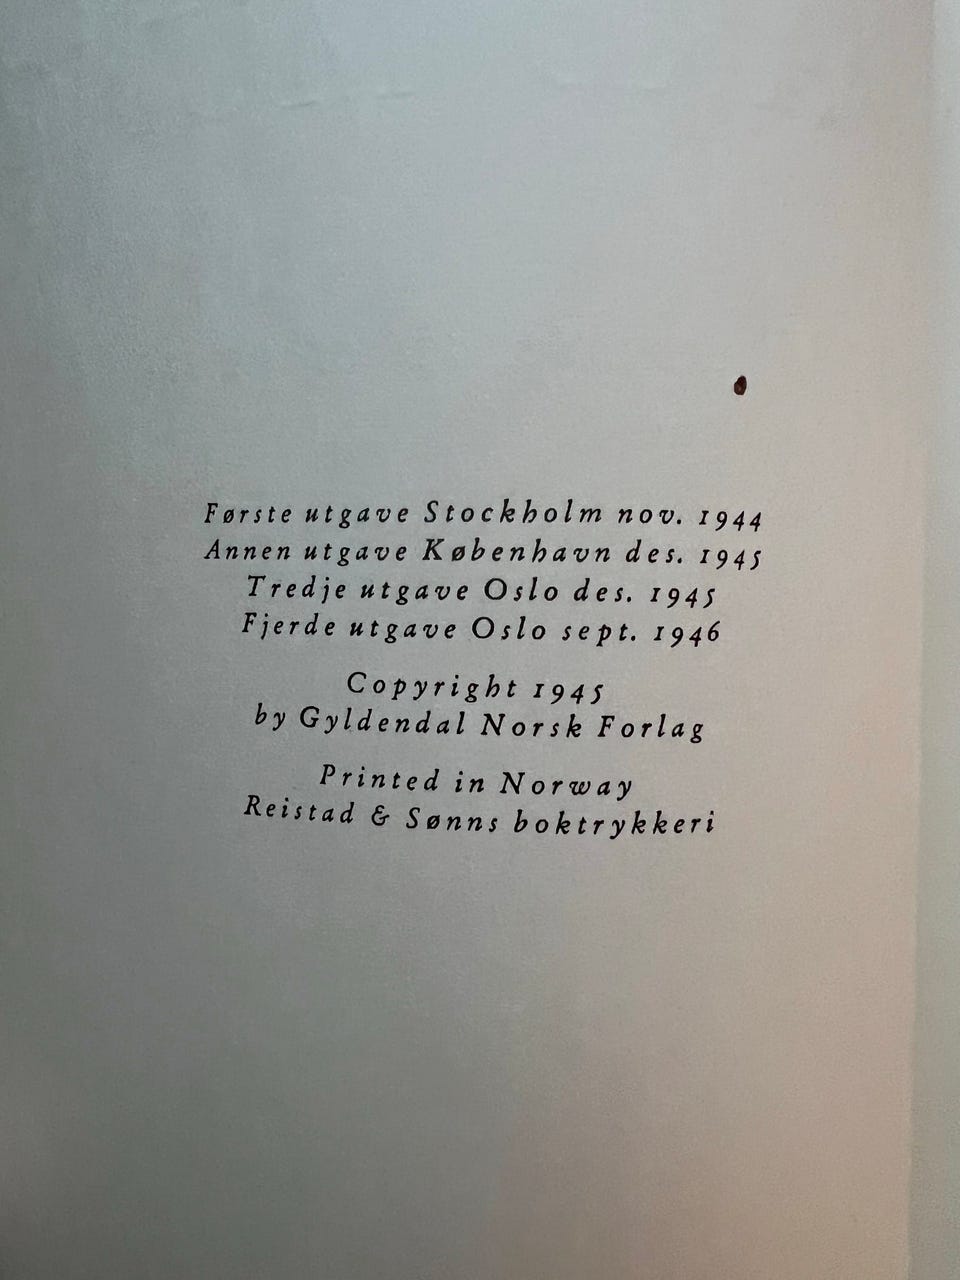 Første utgave Stockholm nov. 1944
Annen utgave København des. 1945
Tredje utgave Oslo des. 1945
Fjerde utgave Oslo sept. 1946
Copyright 1945
by Gyldendal Norsk Forlag
Printed in Norway
Reistad & Sønns boktrykkeri